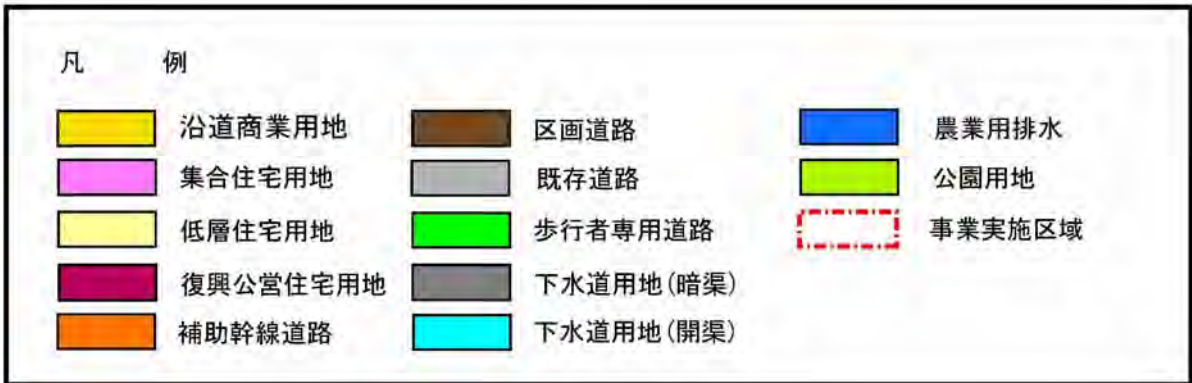 凡　例
沿道商業用地
集合住宅用地
低層住宅用地
復興公営住宅用地
補助幹線道路
区画道路
既存道路
歩行者専用道路
下水道用地(暗渠)
下水道用地(開渠)
農業用排水
公園用地
事業実施区域